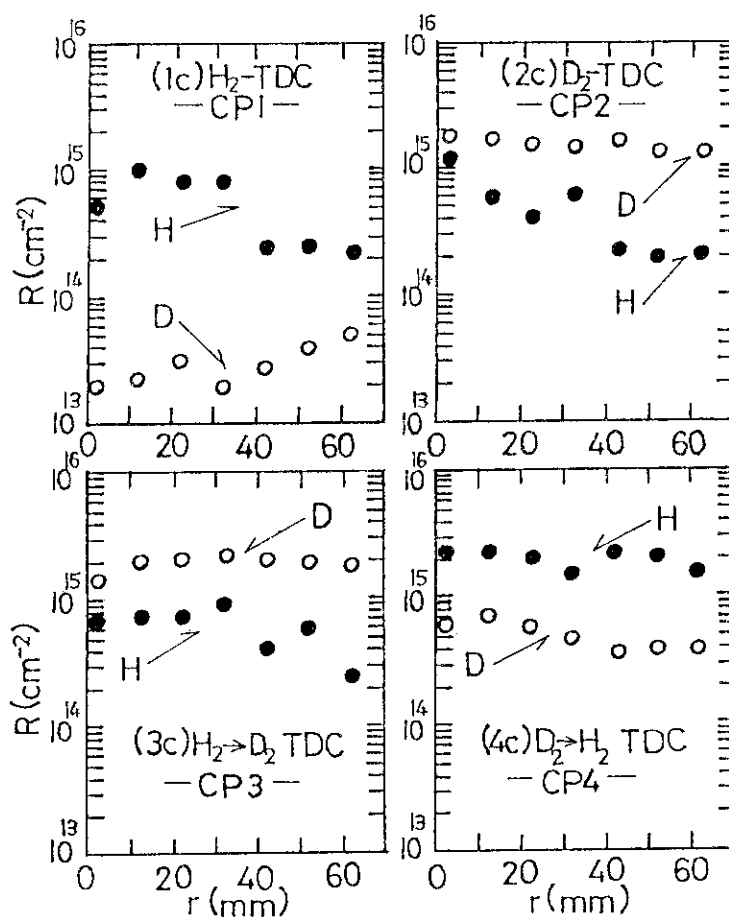 10^16
(1c)H₂-TDC
—CP1—
10^15
H
R(cm⁻²)
10^14
D
10^13
0 20 40 60
10^16
(2c)D₂-TDC
—CP2—
10^15
D
10^14
H
10^13
0 20 40 60
10^16
D
10^15
H
R(cm⁻²)
10^14
(3c)H₂→D₂ TDC
—CP3—
10^13
0 20 40 60
r (mm)
10^16
H
10^15
D
10^14
(4c)D₂→H₂ TDC
—CP4—
10^13
0 20 40 60
r (mm)